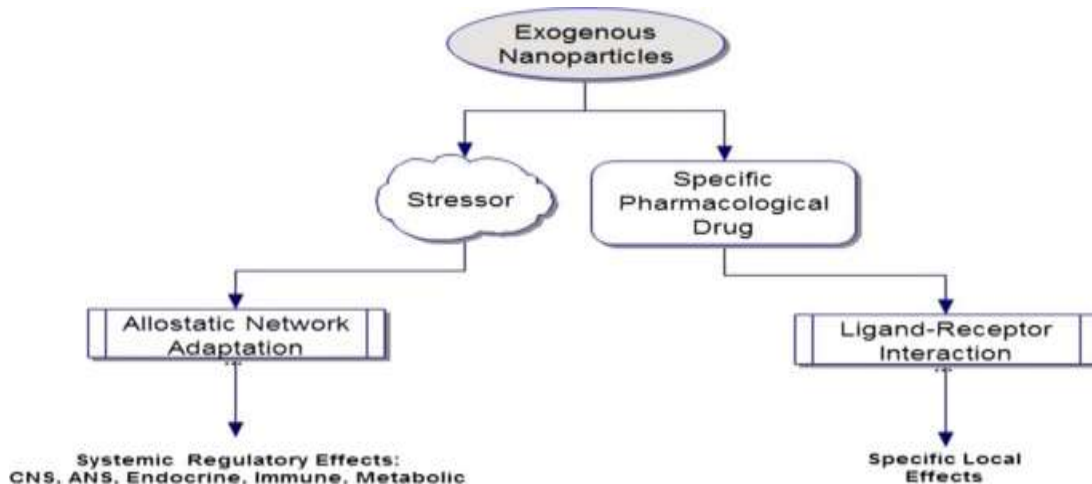 Exogenous
Nanoparticles
Stressor
Specific
Pharmacological
Drug
Allostatic Network
Adaptation
Ligand-Receptor
Interaction
Systemic Regulatory Effects:
CNS, ANS, Endocrine, Immune, Metabolic
Specific Local
Effects